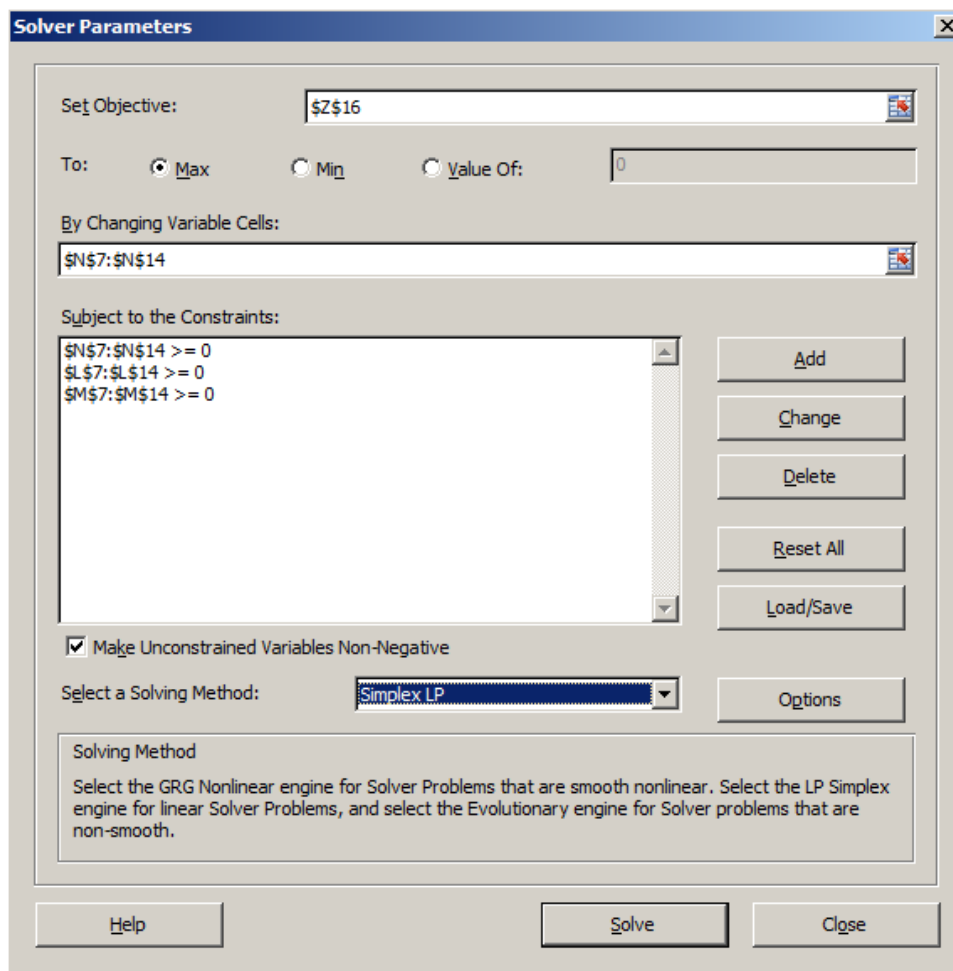 Solver Parameters
Set Objective:
$Z$16
To:
Max
Min
Value Of:
0
By Changing Variable Cells:
$N$7:$N$14
Subject to the Constraints:
$N$7:$N$14 >= 0
$L$7:$L$14 >= 0
$M$7:$M$14 >= 0
Add
Change
Delete
Reset All
Load/Save
Make Unconstrained Variables Non-Negative
Select a Solving Method:
Simplex LP
Options
Solving Method
Select the GRG Nonlinear engine for Solver Problems that are smooth nonlinear. Select the LP Simplex
engine for linear Solver Problems, and select the Evolutionary engine for Solver problems that are
non-smooth.
Help
Solve
Close